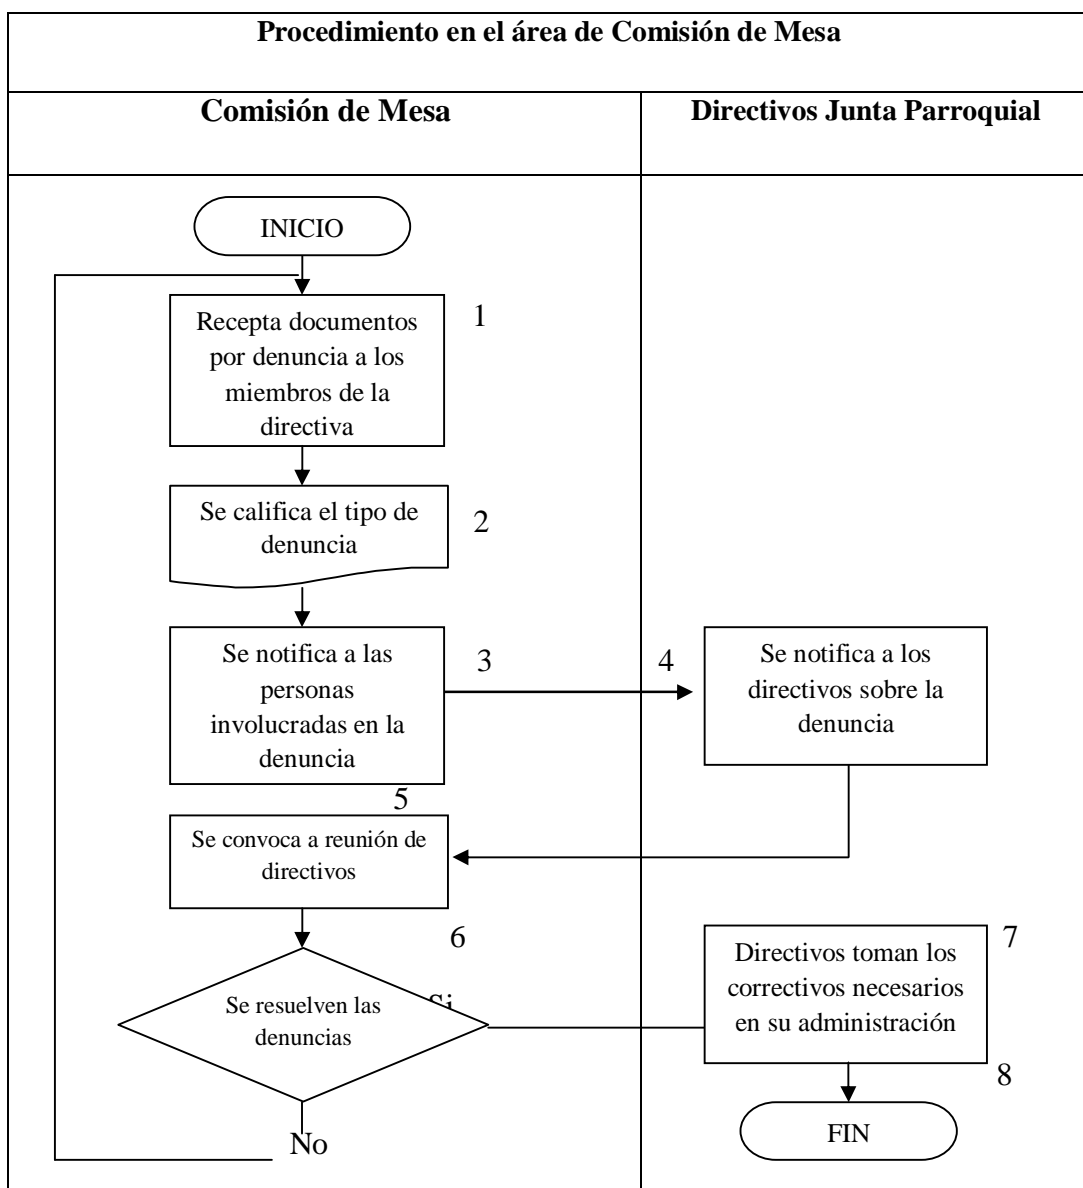 Procedimiento en el área de Comisión de Mesa
Comisión de Mesa
Directivos Junta Parroquial
INICIO
Recepta documentos
por denuncia a los
miembros de la
directiva
1
Se califica el tipo de
denuncia
2
Se notifica a las
personas
involucradas en la
denuncia
3
4
Se notifica a los
directivos sobre la
denuncia
5
Se convoca a reunión de
directivos
6
Se resuelven las
denuncias
Si
No
7
Directivos toman los
correctivos necesarios
en su administración
8
FIN